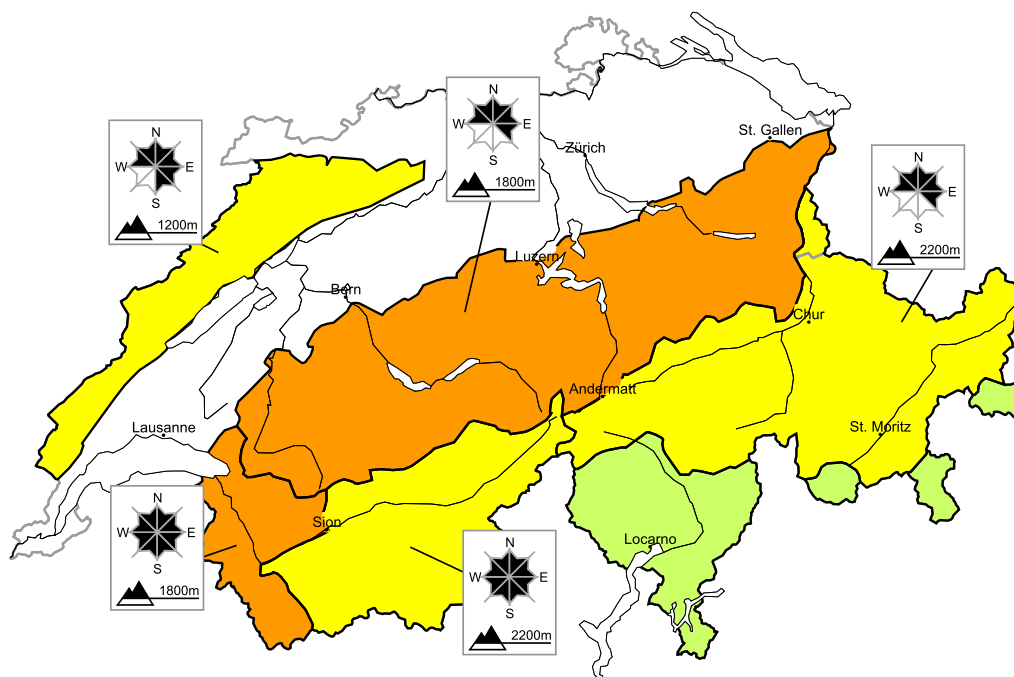 N
W E
S
1800m
N
W E
S
1200m
St. Gallen
Zürich
N
W E
S
2200m
Luzern
Bern
Chur
Andermatt
Lausanne
St. Moritz
N
W E
S
1800m
Sion
Locarno
N
W E
S
2200m